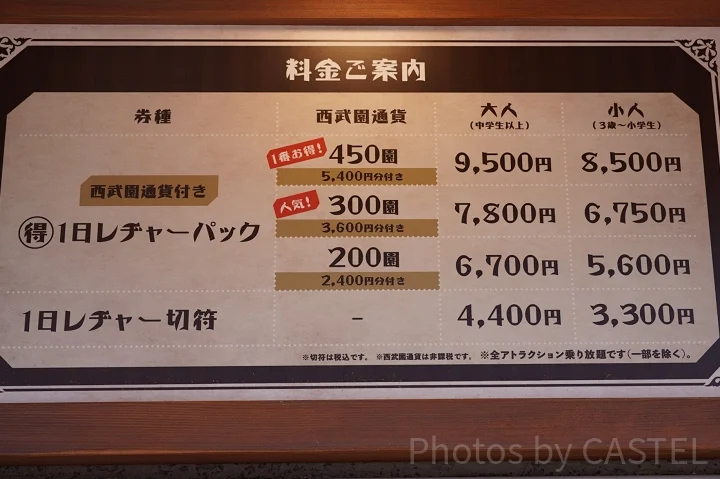 料金ご案内
券種 西武園通貨 大人 小人
(中学生以上) (3歳~小学生)
1番お得! 450園 9,500円 8,500円
5,400円分付き
西武園通貨付き
人気! 300園 7,800円 6,750円
3,600円分付き
得 1日レヂャーパック
200園 6,700円 5,600円
2,400円分付き
1日レヂャー切符 – 4,400円 3,300円
※切符は税込です。 ※西武園通貨は非課税です。 ※全アトラクション乗り放題です(一部を除く)。
Photos by CASTEL